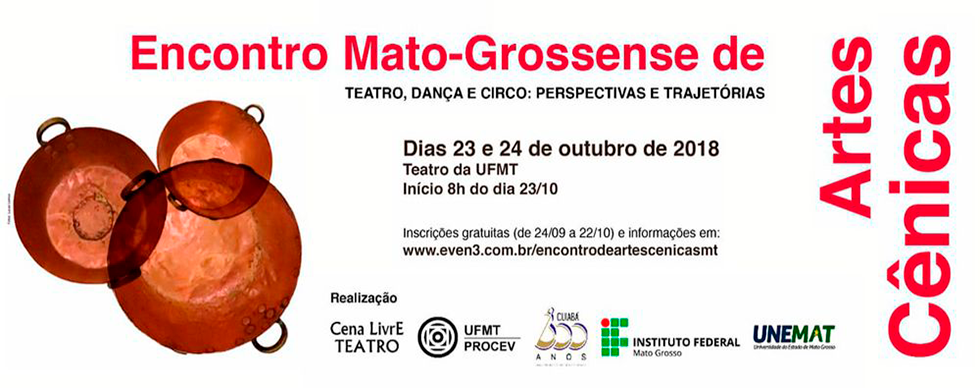 Encontro Mato-Grossense de
Artes
Cênicas
TEATRO, DANÇA E CIRCO: PERSPECTIVAS E TRAJETÓRIAS
Dias 23 e 24 de outubro de 2018
Teatro da UFMT
Início 8h do dia 23/10
Inscrições gratuitas (de 24/09 a 22/10) e informações em:
www.even3.com.br/encontrodeartescenicasmt
Realização
Cena LivrE
TEATRO
UFMT
PROCEV
CUIABÁ
300
ANOS
INSTITUTO FEDERAL
Mato Grosso
UNEMAT
Universidade do Estado de Mato Grosso